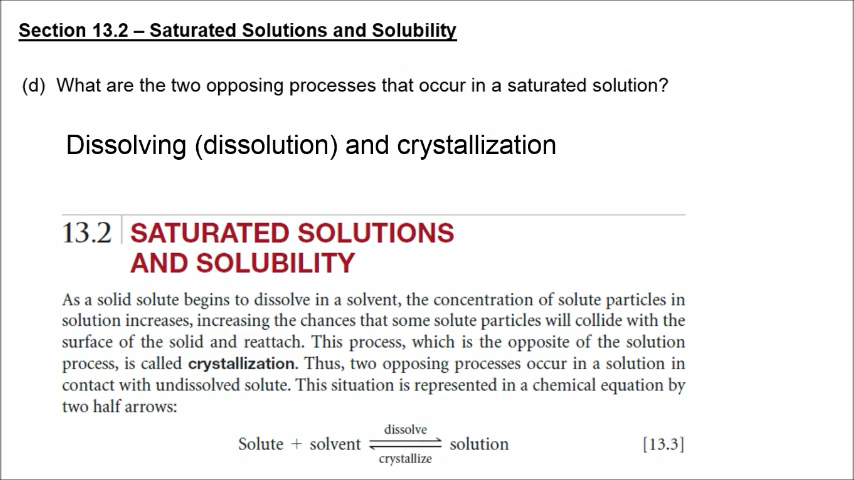 Section 13.2 – Saturated Solutions and Solubility
(d) What are the two opposing processes that occur in a saturated solution?
Dissolving (dissolution) and crystallization
13.2 SATURATED SOLUTIONS
AND SOLUBILITY
As a solid solute begins to dissolve in a solvent, the concentration of solute particles in
solution increases, increasing the chances that some solute particles will collide with the
surface of the solid and reattach. This process, which is the opposite of the solution
process, is called crystallization. Thus, two opposing processes occur in a solution in
contact with undissolved solute. This situation is represented in a chemical equation by
two half arrows:
dissolve
Solute + solvent ⇌ solution [13.3]
crystallize